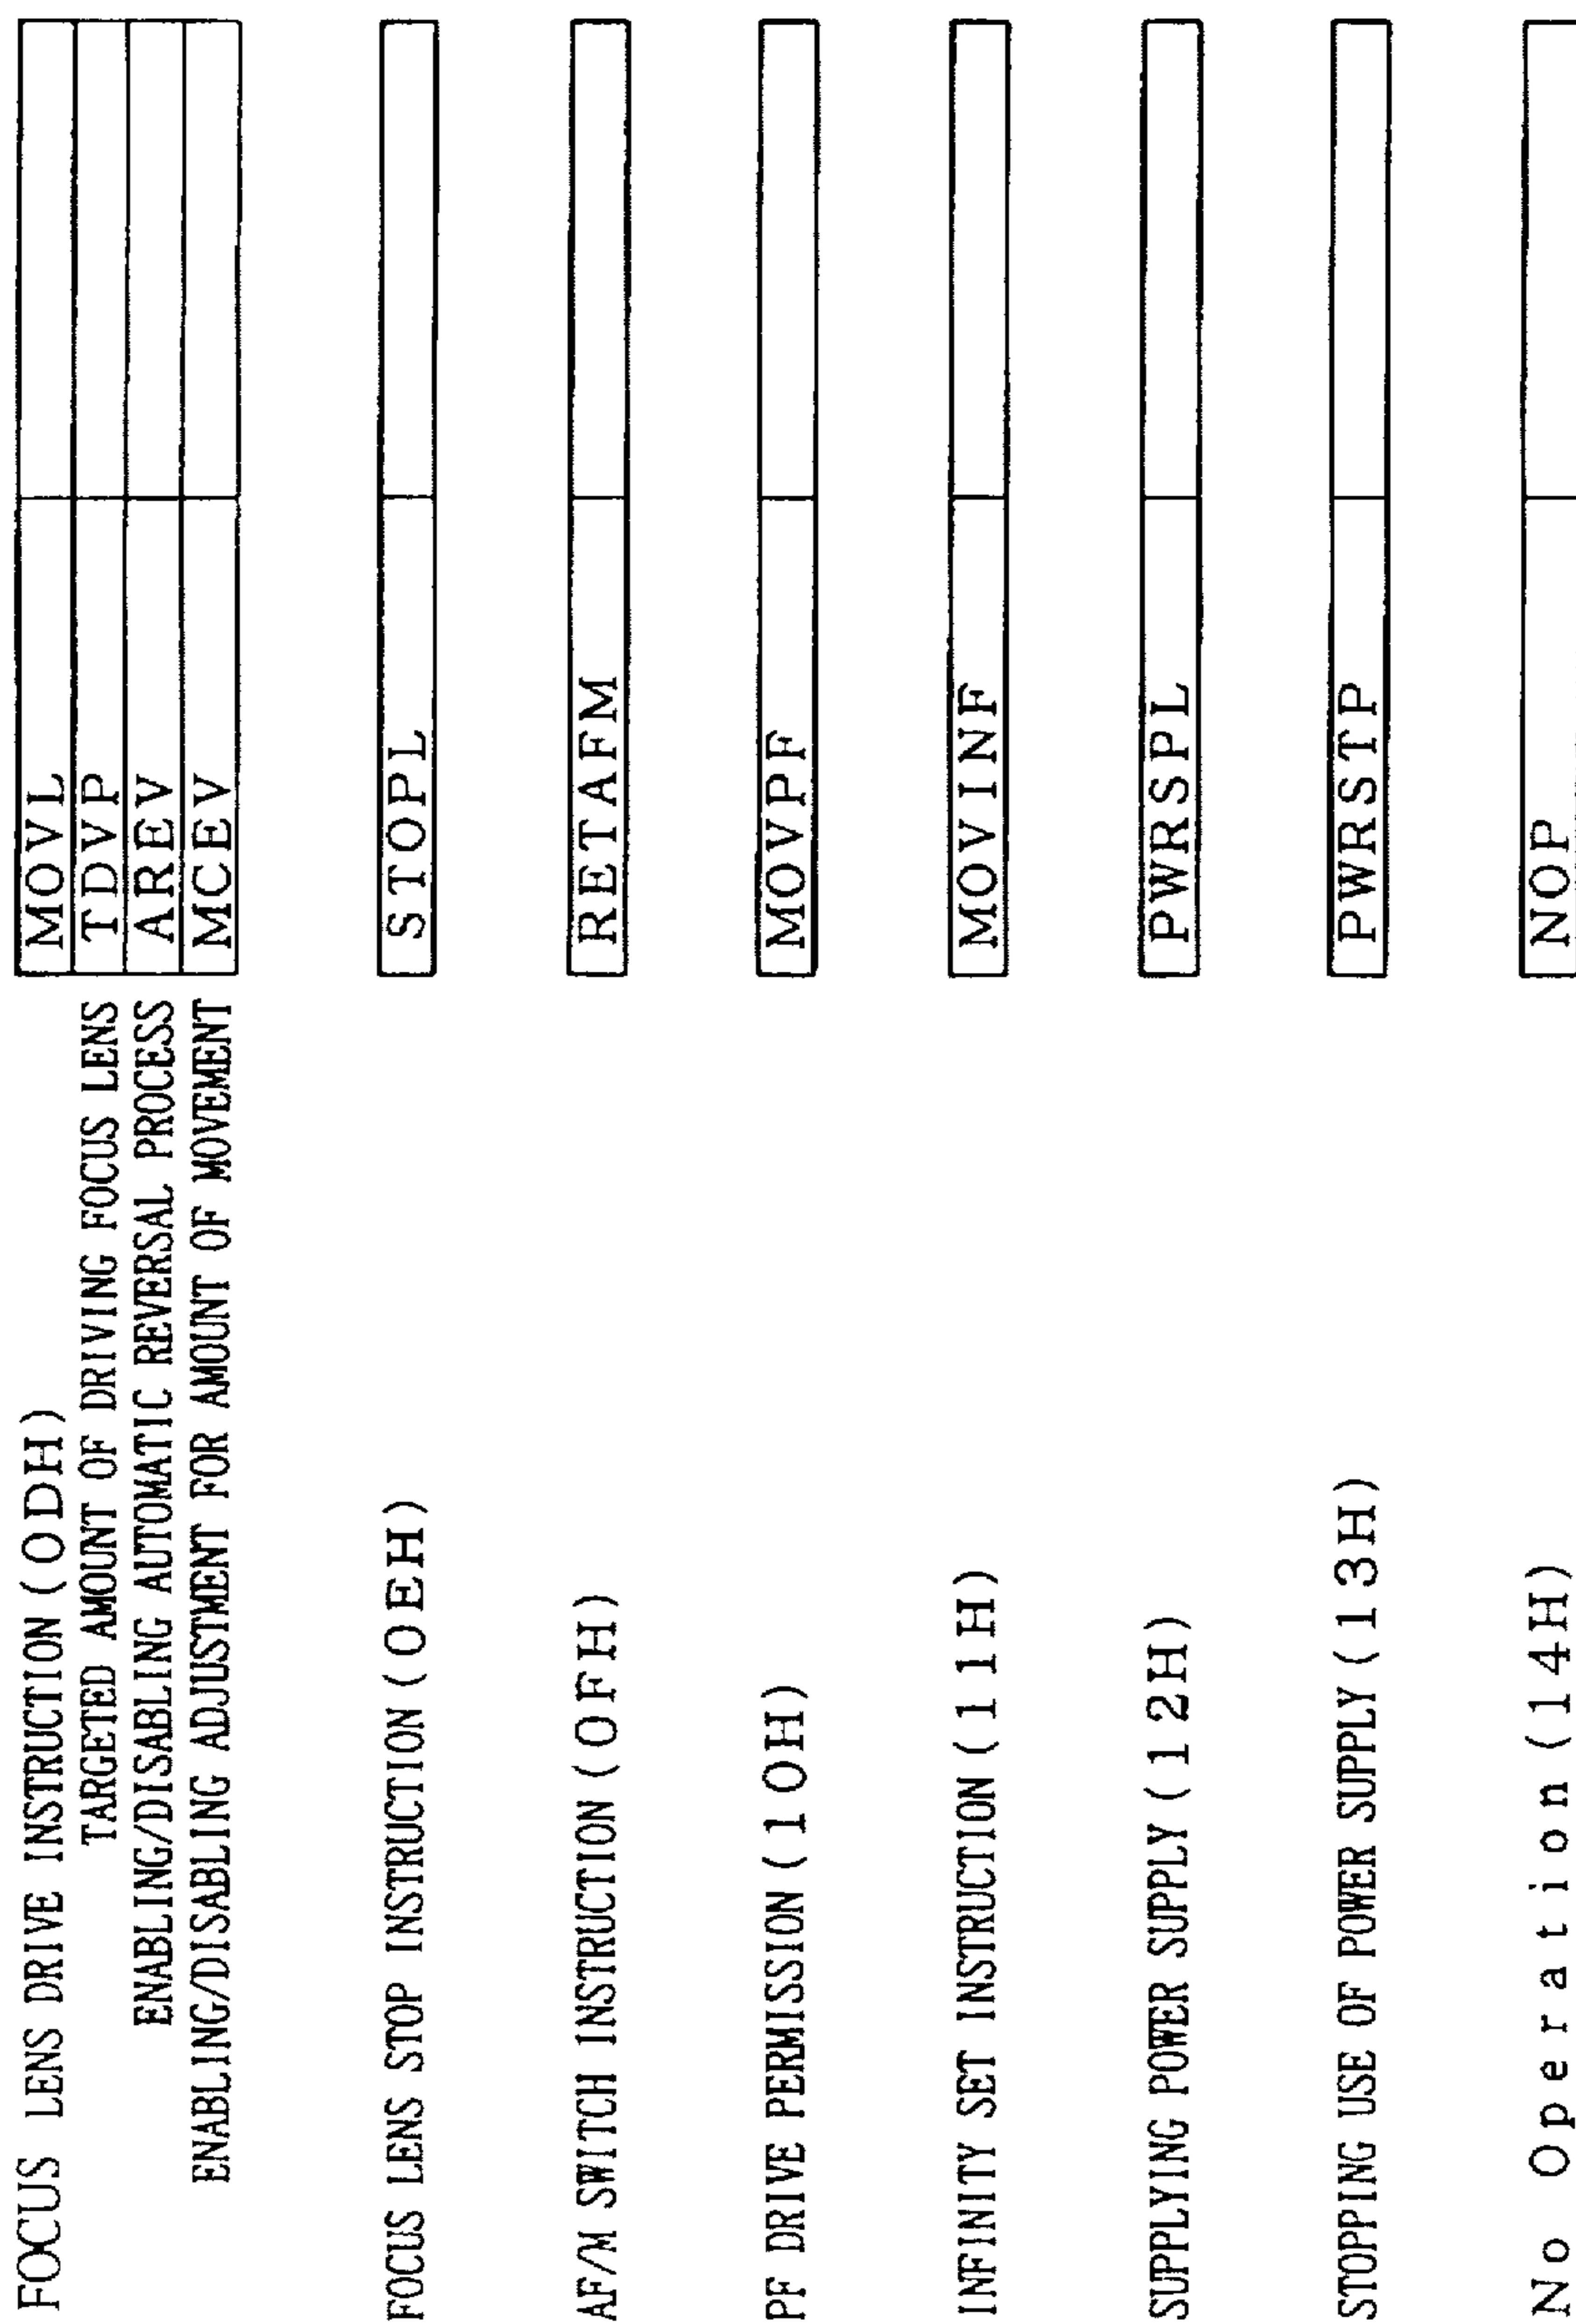 FOCUS LENS DRIVE INSTRUCTION (0DH) MOVL
TARGETED AMOUNT OF DRIVING FOCUS LENS TDVP
ENABLING/DISABLING AUTOMATIC REVERSAL PROCESS AREV
ENABLING/DISABLING ADJUSTMENT FOR AMOUNT OF MOVEMENT MCEV
FOCUS LENS STOP INSTRUCTION (0EH) STOPL
AF/M SWITCH INSTRUCTION (0FH) RETAFM
PF DRIVE PERMISSION (10H) MOVPF
INFINITY SET INSTRUCTION (11H) MOVINF
SUPPLYING POWER SUPPLY (12H) PWRSPL
STOPPING USE OF POWER SUPPLY (13H) PWRSTP
No Operation (14H) NOP